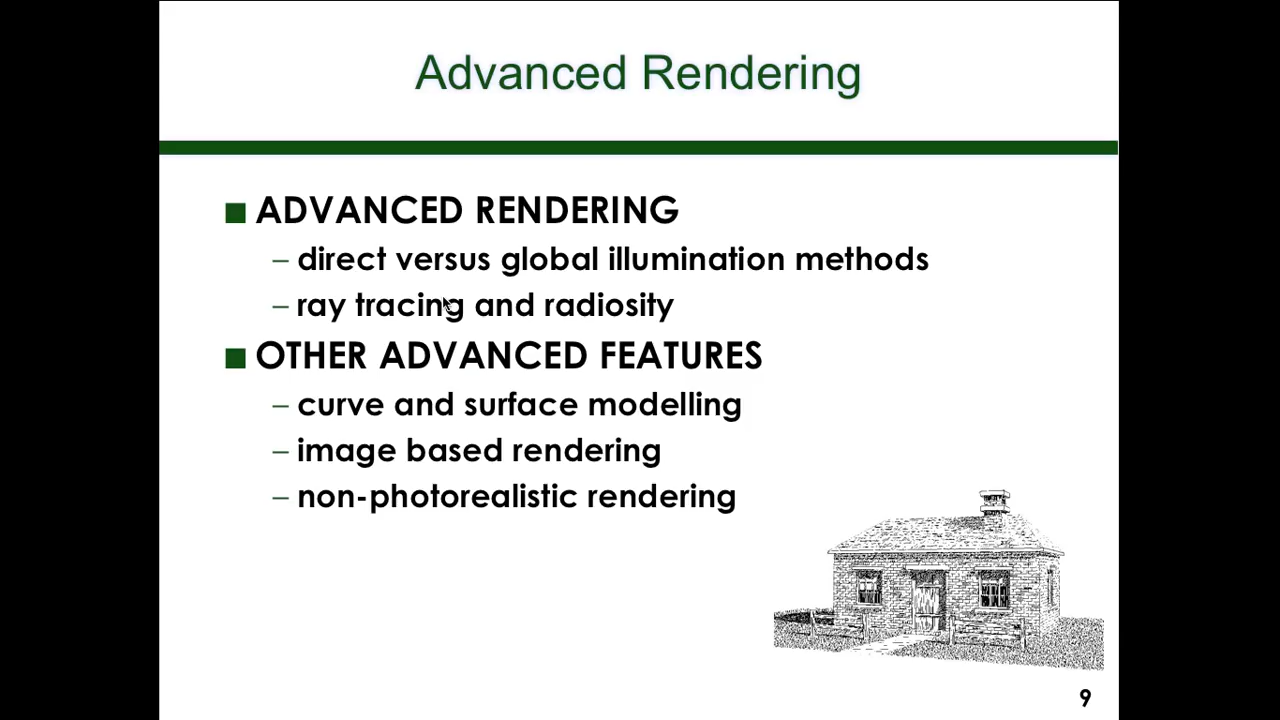 Advanced Rendering
ADVANCED RENDERING
– direct versus global illumination methods
– ray tracing and radiosity
OTHER ADVANCED FEATURES
– curve and surface modelling
– image based rendering
– non-photorealistic rendering
9